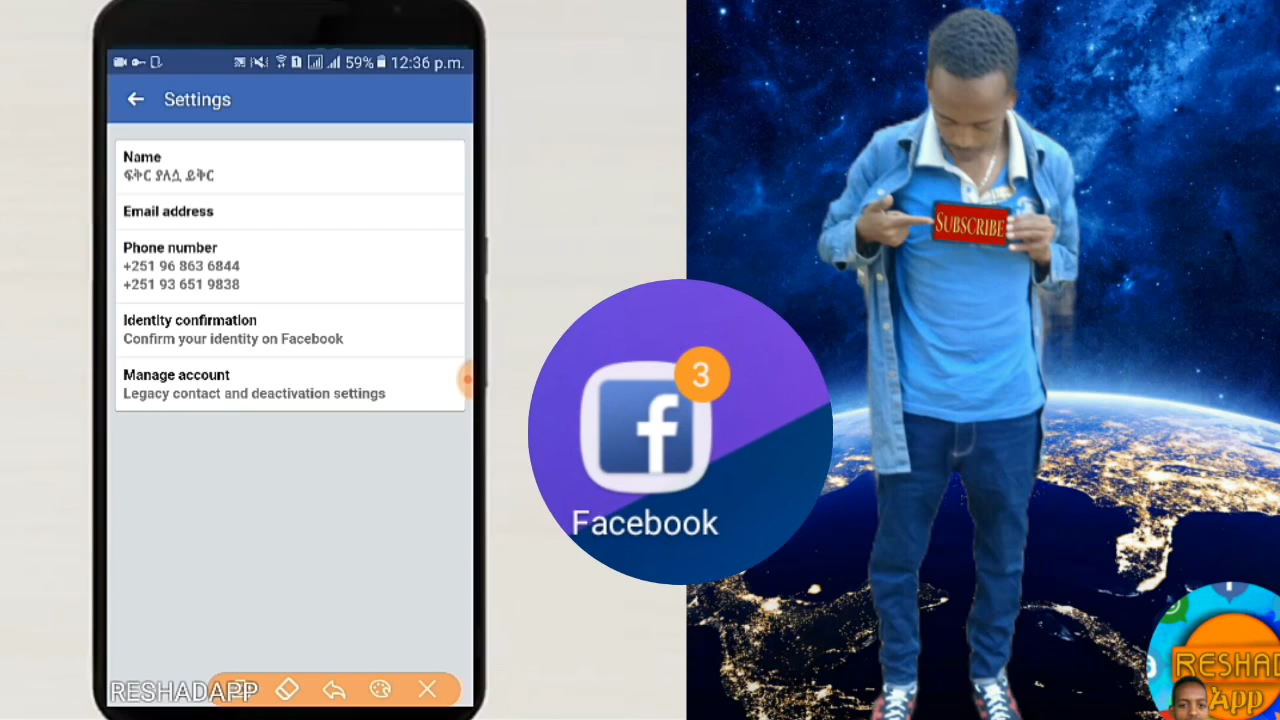 59% 12:36 p.m.
Settings
Name
ፍቅር ያለሷ ይቅር
Email address
Phone number
+251 96 863 6844
+251 93 651 9838
Identity confirmation
Confirm your identity on Facebook
Manage account
Legacy contact and deactivation settings
RESHADAPP
3
Facebook
SUBSCRIBE
RESHAD
አpp